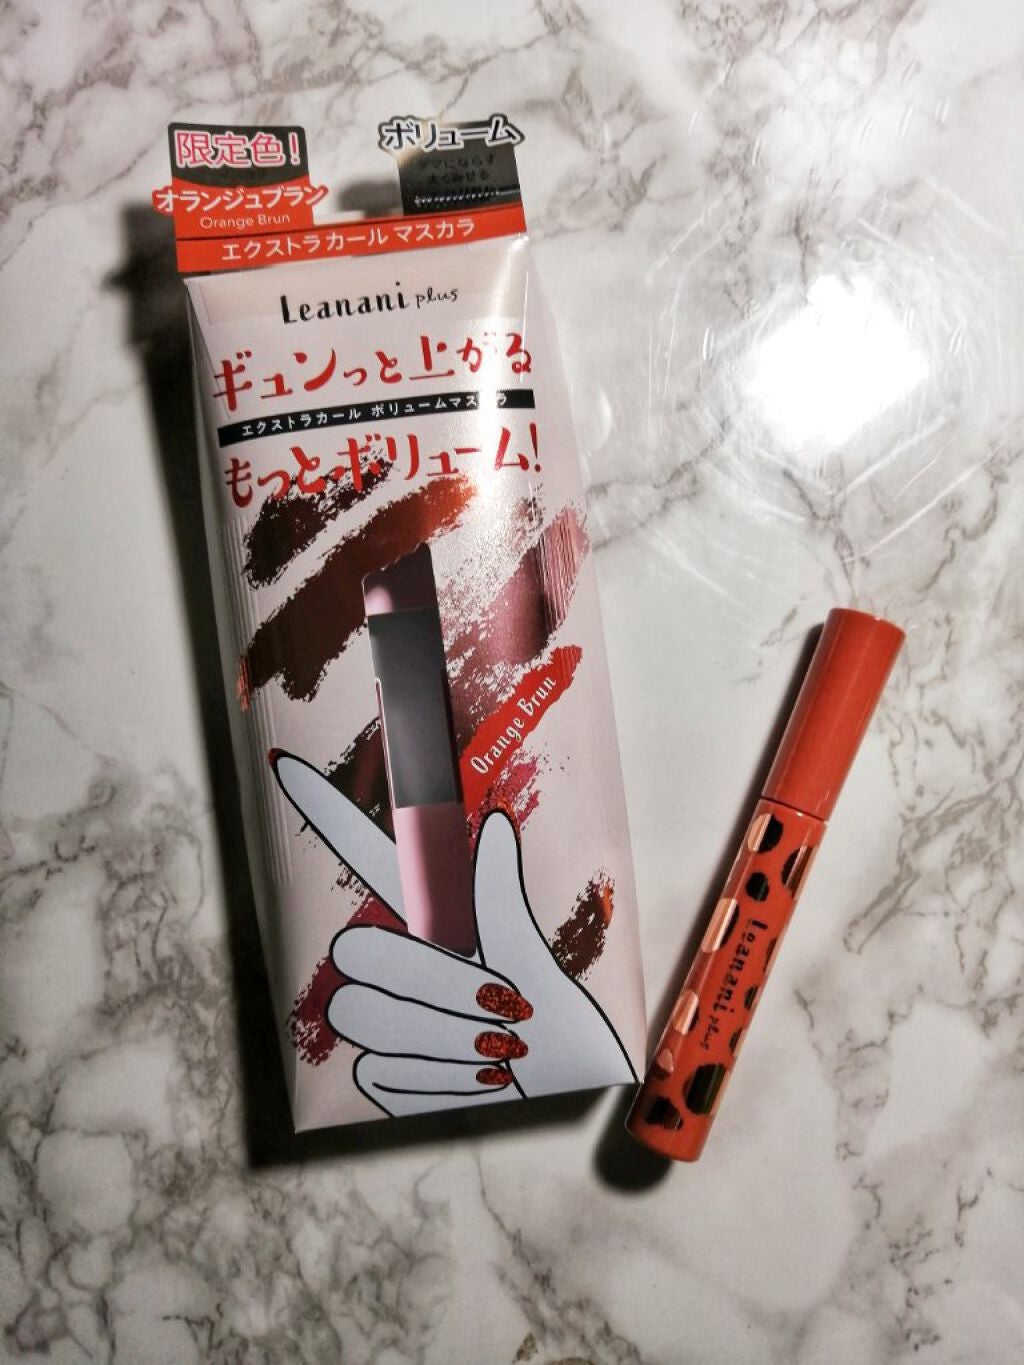 限定色!
オランジュブラン
Orange Brun
ボリューム
ダマにならず
太くみせる
エクストラカール マスカラ
Leanani plus
ギュンっと上がる
エクストラカール ボリュームマスカラ
もっとボリューム!
Orange Brun
Leanani plus